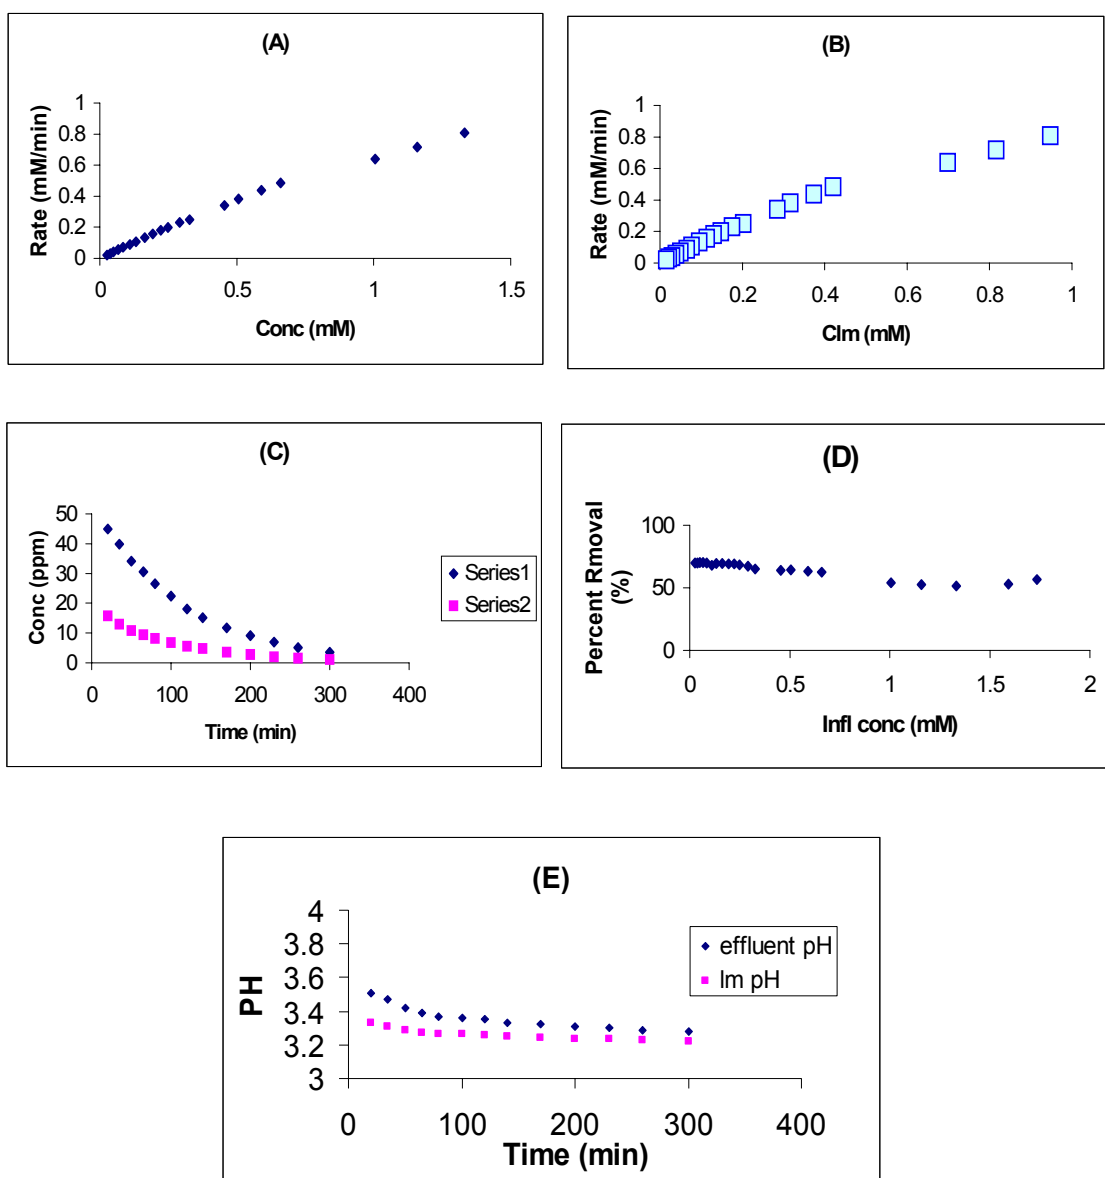 (A)
Rate (mM/min)
1
0.8
0.6
0.4
0.2
0
0 0.5 1 1.5
Conc (mM)
(B)
Rate (mM/min)
1
0.8
0.6
0.4
0.2
0
0 0.2 0.4 0.6 0.8 1
Clm (mM)
(C)
Conc (ppm)
50
40
30
20
10
0
0 100 200 300 400
Time (min)
Series1
Series2
(D)
Percent Rmoval
(%)
100
50
0
0 0.5 1 1.5 2
Infl conc (mM)
(E)
PH
4
3.8
3.6
3.4
3.2
3
0 100 200 300 400
Time (min)
effluent pH
lm pH